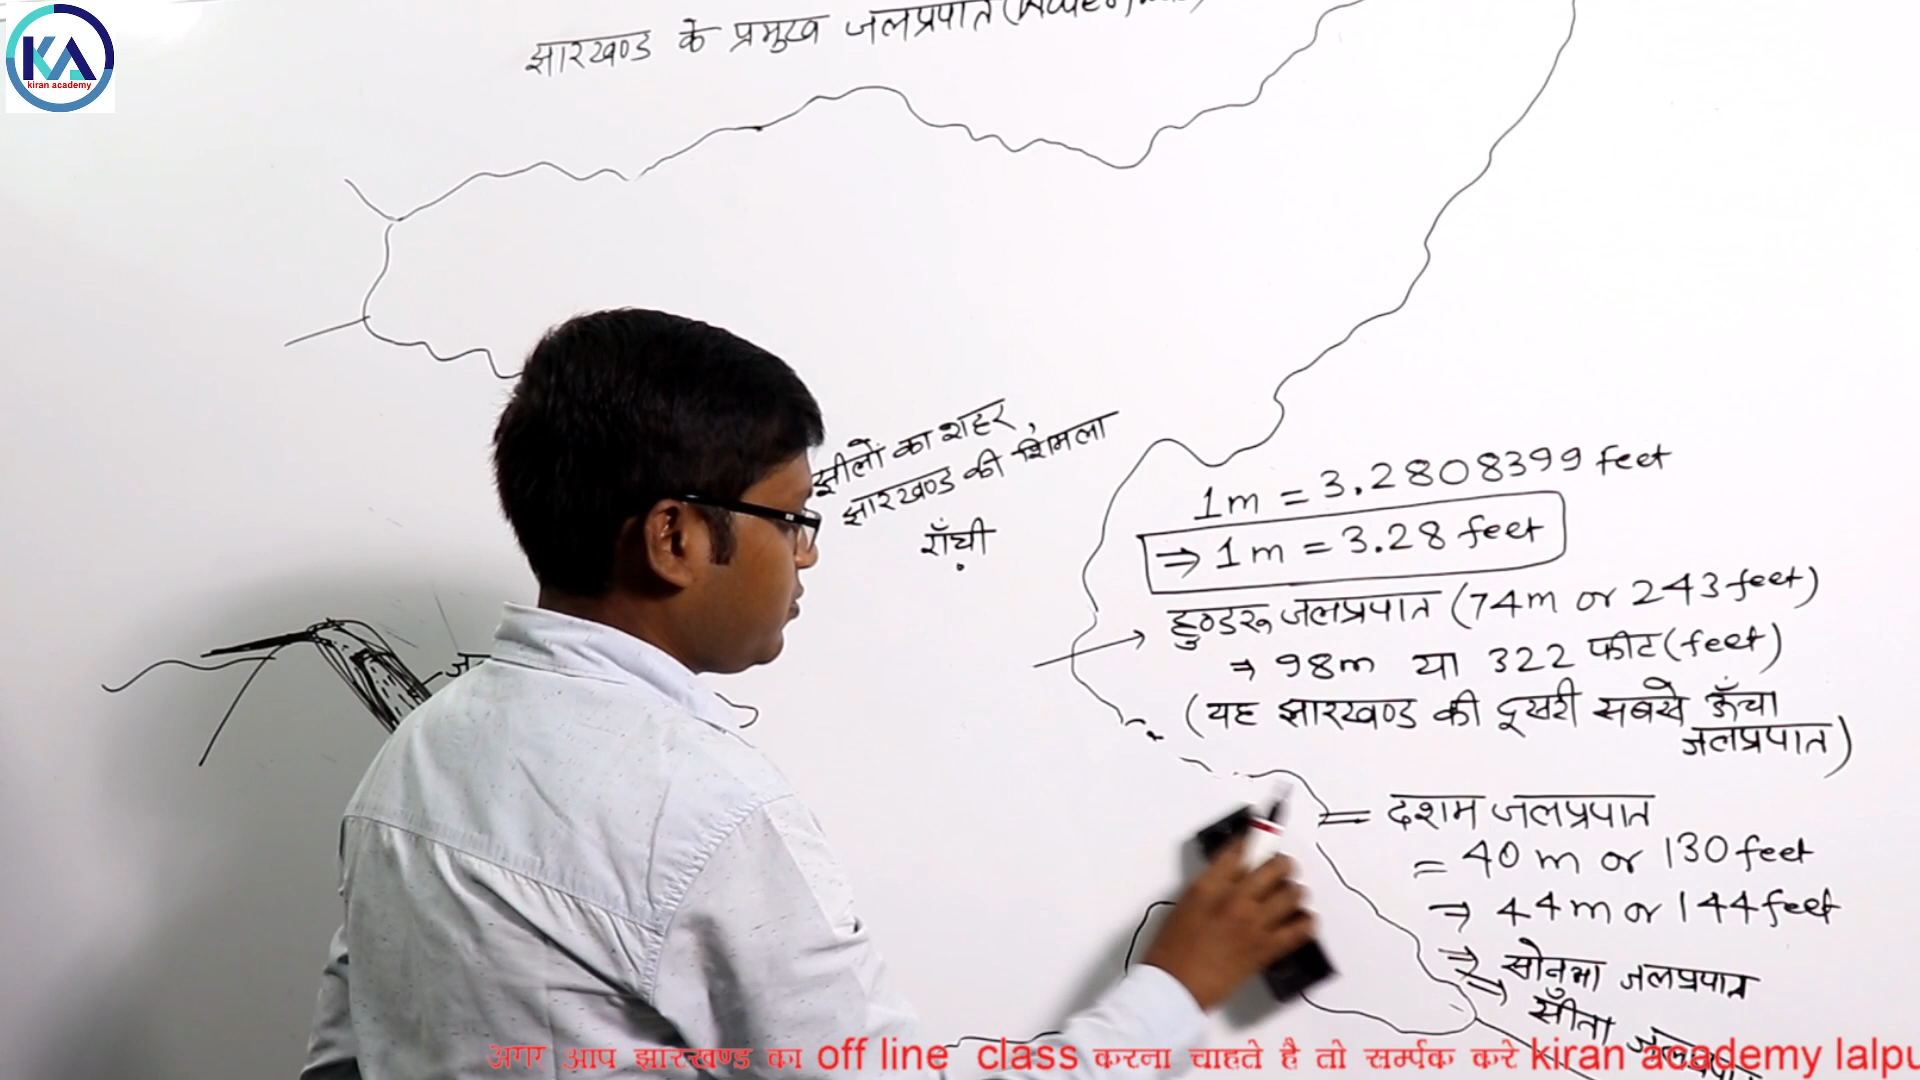 KA
kiran academy
झारखण्ड के प्रमुख जलप्रपात
झीलों का शहर,
झारखण्ड की शिमला
राँची
1m = 3.2808399 feet
⇒ 1m = 3.28 feet
हुण्डरू जलप्रपात (74m or 243 feet)
⇒ 98m या 322 फीट (feet)
(यह झारखण्ड की दूसरी सबसे ऊँचा
जलप्रपात)
= दशम जलप्रपात
= 40 m or 130 feet
⇒ 44 m or 144 feet
⇒ सोनुआ जलप्रपात
⇒ सीता जलप्रपात
अगर आप झारखण्ड का off line class करना चाहते है तो सर्म्पक करे kiran academy lalpu